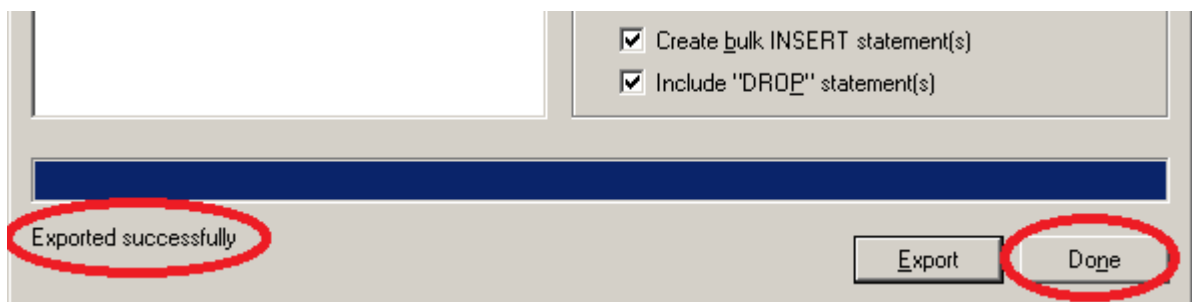 Create bulk INSERT statement(s)
Include "DROP" statement(s)
Exported successfully
Export
Done